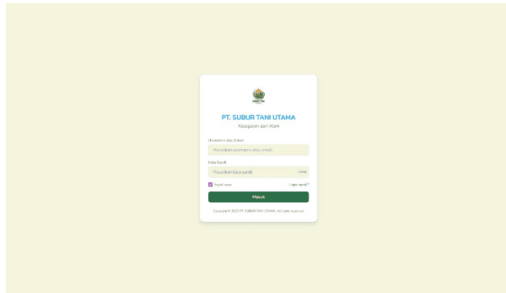 PT. SUBUR TANI UTAMA
Kesegaran dari Alam
Username atau Email
Masukkan username atau email
Kata Sandi
Masukkan kata sandi
Lihat
Ingat saya
Lupa sandi?
Masuk
Copyright © PT. SUBUR TANI UTAMA. All rights reserved.